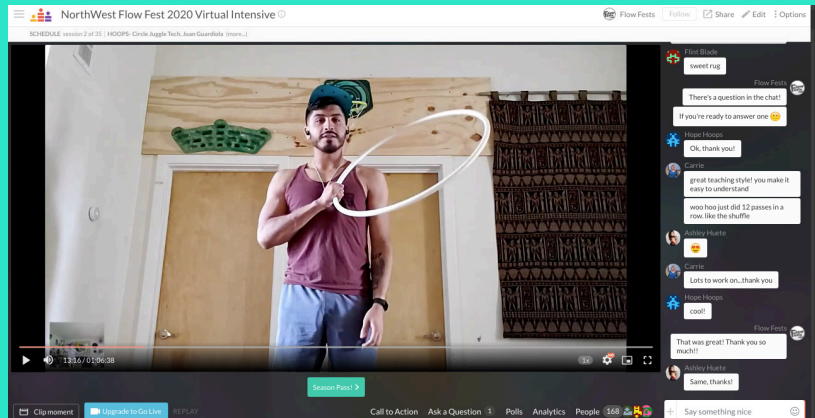 NorthWest Flow Fest 2020 Virtual Intensive
Flow Fests
Follow
Share
Edit
Options
SCHEDULE session 2 of 35 | HOOPS- Circle Juggle Tech, Juan Guardiola (more...)
Flint Blade
sweet rug
Flow Fests
There's a question in the chat!
If you're ready to answer one 🙂
Hope Hoops
Ok, thank you!
Carrie
great teaching style! you make it
easy to understand
woo hoo just did 12 passes in a
row. like the shuffle
Ashley Huete
😍
Carrie
Lots to work on,..thank you
Hope Hoops
cool!
Flow Fests
That was great! Thank you so
much!!
Ashley Huete
Same, thanks!
13:16 / 01:06:38
1x
Season Pass! >
Clip moment
Upgrade to Go Live
REPLAY
Call to Action
Ask a Question 1
Polls
Analytics
People 168
Say something nice